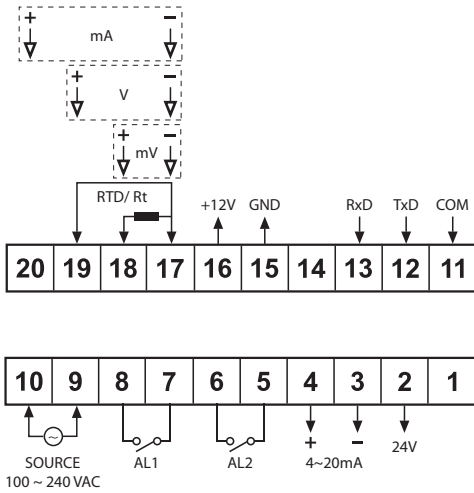 + mA −
+ V −
+ mV −
RTD/ Rt
+12V GND RxD TxD COM
20 19 18 17 16 15 14 13 12 11
10 9 8 7 6 5 4 3 2 1
+ −
SOURCE AL1 AL2 4~20mA 24V
100 ~ 240 VAC